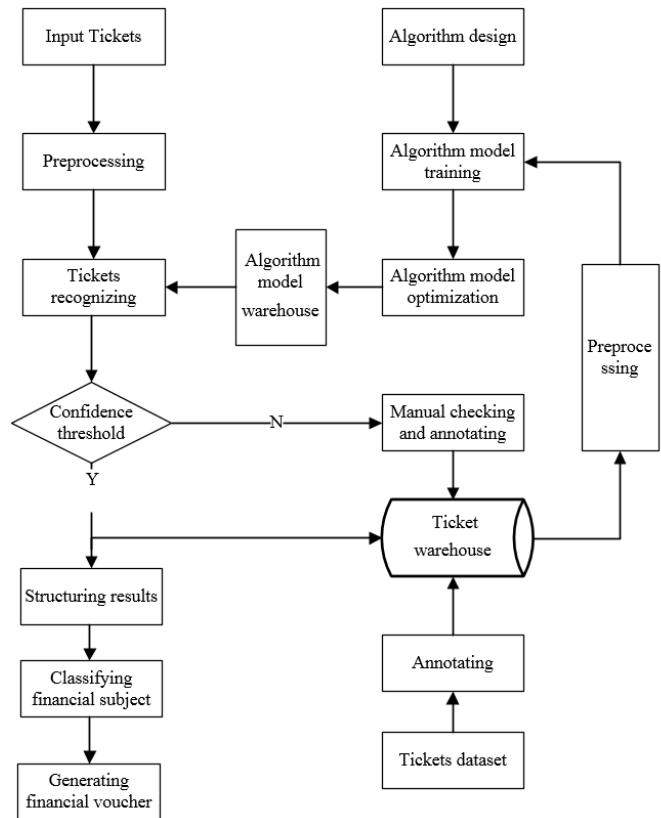 Input Tickets
Algorithm design
Preprocessing
Algorithm model
training
Tickets
recognizing
Algorithm
model
warehouse
Algorithm model
optimization
Preproce
ssing
Confidence
threshold
N
Manual checking
and annotating
Y
Ticket
warehouse
Structuring results
Annotating
Classifying
financial subject
Tickets dataset
Generating
financial voucher